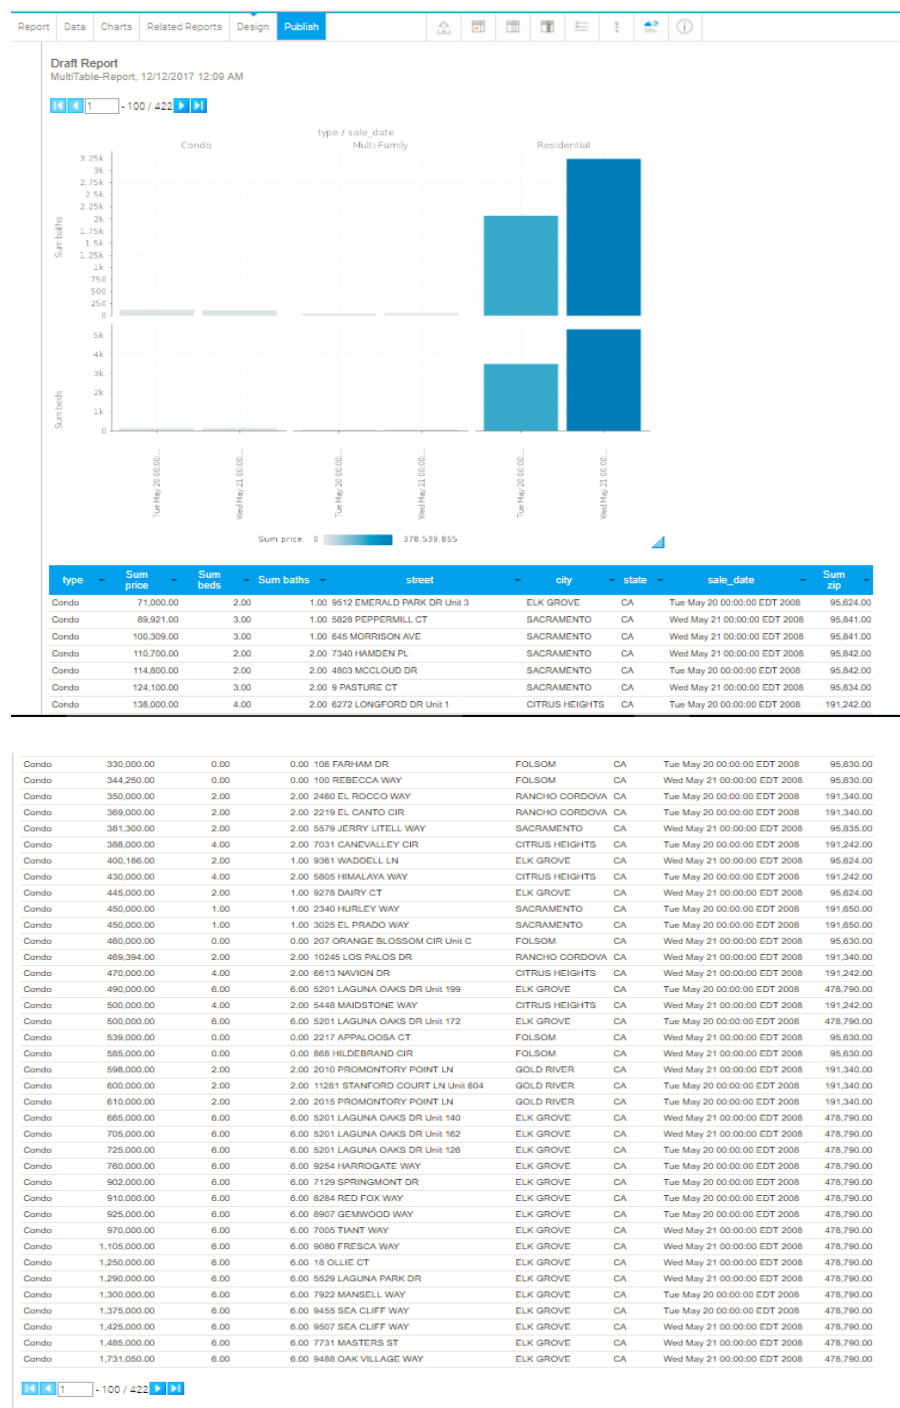 Report Data Charts Related Reports Design Publish
Draft Report
MultiTable-Report, 12/12/2017 12:09 AM
1 - 100 / 422
type / sale_date
Condo Multi-Family Residential
Sum baths
3.25k
3k
2.75k
2.5k
2.25k
2k
1.75k
1.5k
1.25k
1k
750
500
250
0
Sum beds
5k
4k
3k
2k
1k
0
Tue May 20 00:00:... Wed May 21 00:00:... Tue May 20 00:00:... Wed May 21 00:00:... Tue May 20 00:00:... Wed May 21 00:00:...
Sum price: 0 378,539,855
type Sum price Sum beds Sum baths street city state sale_date Sum zip
Condo 71,000.00 2.00 1.00 9512 EMERALD PARK DR Unit 3 ELK GROVE CA Tue May 20 00:00:00 EDT 2008 95,624.00
Condo 89,921.00 3.00 1.00 5828 PEPPERMILL CT SACRAMENTO CA Wed May 21 00:00:00 EDT 2008 95,841.00
Condo 100,309.00 3.00 1.00 645 MORRISON AVE SACRAMENTO CA Tue May 20 00:00:00 EDT 2008 95,841.00
Condo 110,700.00 2.00 2.00 7340 HAMDEN PL SACRAMENTO CA Wed May 21 00:00:00 EDT 2008 95,842.00
Condo 114,800.00 2.00 2.00 4803 MCCLOUD DR SACRAMENTO CA Tue May 20 00:00:00 EDT 2008 95,842.00
Condo 124,100.00 3.00 2.00 9 PASTURE CT SACRAMENTO CA Wed May 21 00:00:00 EDT 2008 95,834.00
Condo 138,000.00 4.00 2.00 6272 LONGFORD DR Unit 1 CITRUS HEIGHTS CA Tue May 20 00:00:00 EDT 2008 191,242.00
Condo 330,000.00 0.00 0.00 106 FARHAM DR FOLSOM CA Tue May 20 00:00:00 EDT 2008 95,630.00
Condo 344,250.00 0.00 0.00 100 REBECCA WAY FOLSOM CA Wed May 21 00:00:00 EDT 2008 95,630.00
Condo 350,000.00 2.00 2.00 2460 EL ROCCO WAY RANCHO CORDOVA CA Tue May 20 00:00:00 EDT 2008 191,340.00
Condo 369,000.00 2.00 2.00 2219 EL CANTO CIR RANCHO CORDOVA CA Tue May 20 00:00:00 EDT 2008 191,340.00
Condo 381,300.00 2.00 2.00 5579 JERRY LITELL WAY SACRAMENTO CA Wed May 21 00:00:00 EDT 2008 95,835.00
Condo 388,000.00 4.00 2.00 7031 CANEVALLEY CIR CITRUS HEIGHTS CA Tue May 20 00:00:00 EDT 2008 191,242.00
Condo 400,186.00 2.00 1.00 9361 WADDELL LN ELK GROVE CA Wed May 21 00:00:00 EDT 2008 95,624.00
Condo 430,000.00 4.00 2.00 5805 HIMALAYA WAY CITRUS HEIGHTS CA Tue May 20 00:00:00 EDT 2008 191,242.00
Condo 445,000.00 2.00 1.00 9278 DAIRY CT ELK GROVE CA Wed May 21 00:00:00 EDT 2008 95,624.00
Condo 450,000.00 1.00 1.00 2340 HURLEY WAY SACRAMENTO CA Tue May 20 00:00:00 EDT 2008 191,650.00
Condo 450,000.00 1.00 1.00 3025 EL PRADO WAY SACRAMENTO CA Tue May 20 00:00:00 EDT 2008 191,650.00
Condo 460,000.00 0.00 0.00 207 ORANGE BLOSSOM CIR Unit C FOLSOM CA Wed May 21 00:00:00 EDT 2008 95,630.00
Condo 469,394.00 2.00 2.00 10245 LOS PALOS DR RANCHO CORDOVA CA Wed May 21 00:00:00 EDT 2008 191,340.00
Condo 470,000.00 4.00 2.00 6613 NAVION DR CITRUS HEIGHTS CA Wed May 21 00:00:00 EDT 2008 191,242.00
Condo 490,000.00 6.00 6.00 5201 LAGUNA OAKS DR Unit 199 ELK GROVE CA Tue May 20 00:00:00 EDT 2008 478,790.00
Condo 500,000.00 4.00 2.00 5448 MAIDSTONE WAY CITRUS HEIGHTS CA Wed May 21 00:00:00 EDT 2008 191,242.00
Condo 500,000.00 6.00 6.00 5201 LAGUNA OAKS DR Unit 172 ELK GROVE CA Tue May 20 00:00:00 EDT 2008 478,790.00
Condo 539,000.00 0.00 0.00 2217 APPALOOSA CT FOLSOM CA Wed May 21 00:00:00 EDT 2008 95,630.00
Condo 585,000.00 0.00 0.00 868 HILDEBRAND CIR FOLSOM CA Wed May 21 00:00:00 EDT 2008 95,630.00
Condo 598,000.00 2.00 2.00 2010 PROMONTORY POINT LN GOLD RIVER CA Wed May 21 00:00:00 EDT 2008 191,340.00
Condo 600,000.00 2.00 2.00 11281 STANFORD COURT LN Unit 604 GOLD RIVER CA Tue May 20 00:00:00 EDT 2008 191,340.00
Condo 610,000.00 2.00 2.00 2015 PROMONTORY POINT LN GOLD RIVER CA Tue May 20 00:00:00 EDT 2008 191,340.00
Condo 665,000.00 6.00 6.00 5201 LAGUNA OAKS DR Unit 140 ELK GROVE CA Wed May 21 00:00:00 EDT 2008 478,790.00
Condo 705,000.00 6.00 6.00 5201 LAGUNA OAKS DR Unit 162 ELK GROVE CA Wed May 21 00:00:00 EDT 2008 478,790.00
Condo 725,000.00 6.00 6.00 5201 LAGUNA OAKS DR Unit 126 ELK GROVE CA Tue May 20 00:00:00 EDT 2008 478,790.00
Condo 760,000.00 6.00 6.00 9254 HARROGATE WAY ELK GROVE CA Tue May 20 00:00:00 EDT 2008 478,790.00
Condo 902,000.00 6.00 6.00 7129 SPRINGMONT DR ELK GROVE CA Tue May 20 00:00:00 EDT 2008 478,790.00
Condo 910,000.00 6.00 6.00 8284 RED FOX WAY ELK GROVE CA Tue May 20 00:00:00 EDT 2008 478,790.00
Condo 925,000.00 6.00 6.00 8907 GEMWOOD WAY ELK GROVE CA Tue May 20 00:00:00 EDT 2008 478,790.00
Condo 970,000.00 6.00 6.00 7005 TIANT WAY ELK GROVE CA Wed May 21 00:00:00 EDT 2008 478,790.00
Condo 1,105,000.00 6.00 6.00 9080 FRESCA WAY ELK GROVE CA Wed May 21 00:00:00 EDT 2008 478,790.00
Condo 1,250,000.00 6.00 6.00 18 OLLIE CT ELK GROVE CA Wed May 21 00:00:00 EDT 2008 478,790.00
Condo 1,290,000.00 6.00 6.00 5529 LAGUNA PARK DR ELK GROVE CA Wed May 21 00:00:00 EDT 2008 478,790.00
Condo 1,300,000.00 6.00 6.00 7922 MANSELL WAY ELK GROVE CA Tue May 20 00:00:00 EDT 2008 478,790.00
Condo 1,375,000.00 6.00 6.00 9455 SEA CLIFF WAY ELK GROVE CA Tue May 20 00:00:00 EDT 2008 478,790.00
Condo 1,425,000.00 6.00 6.00 9507 SEA CLIFF WAY ELK GROVE CA Wed May 21 00:00:00 EDT 2008 478,790.00
Condo 1,485,000.00 6.00 6.00 7731 MASTERS ST ELK GROVE CA Wed May 21 00:00:00 EDT 2008 478,790.00
Condo 1,731,050.00 6.00 6.00 9488 OAK VILLAGE WAY ELK GROVE CA Wed May 21 00:00:00 EDT 2008 478,790.00
1 - 100 / 422